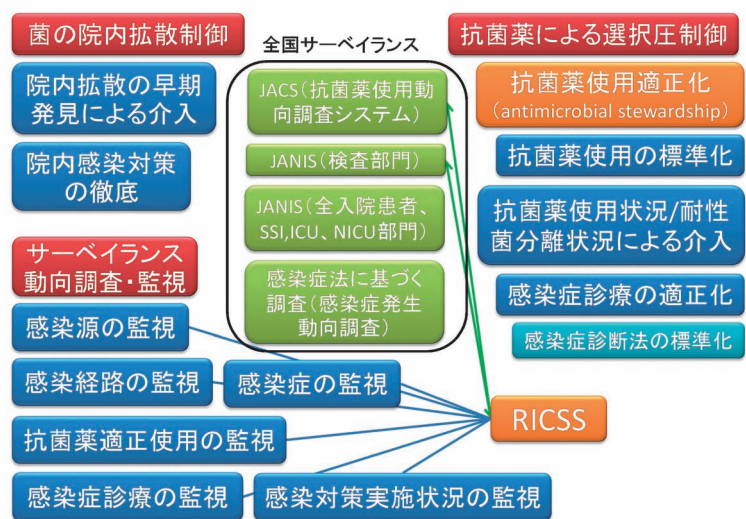 菌の院内拡散制御
院内拡散の早期
発見による介入
院内感染対策
の徹底
全国サーベイランス
JACS(抗菌薬使用動
向調査システム)
JANIS(検査部門)
JANIS(全入院患者、
SSI,ICU、NICU部門)
感染症法に基づく
調査(感染症発生
動向調査)
抗菌薬による選択圧制御
抗菌薬使用適正化
(antimicrobial stewardship)
抗菌薬使用の標準化
抗菌薬使用状況/耐性
菌分離状況による介入
感染症診療の適正化
感染症診断法の標準化
サーベイランス
動向調査・監視
感染源の監視
感染経路の監視
感染症の監視
抗菌薬適正使用の監視
感染症診療の監視
感染対策実施状況の監視
RICSS